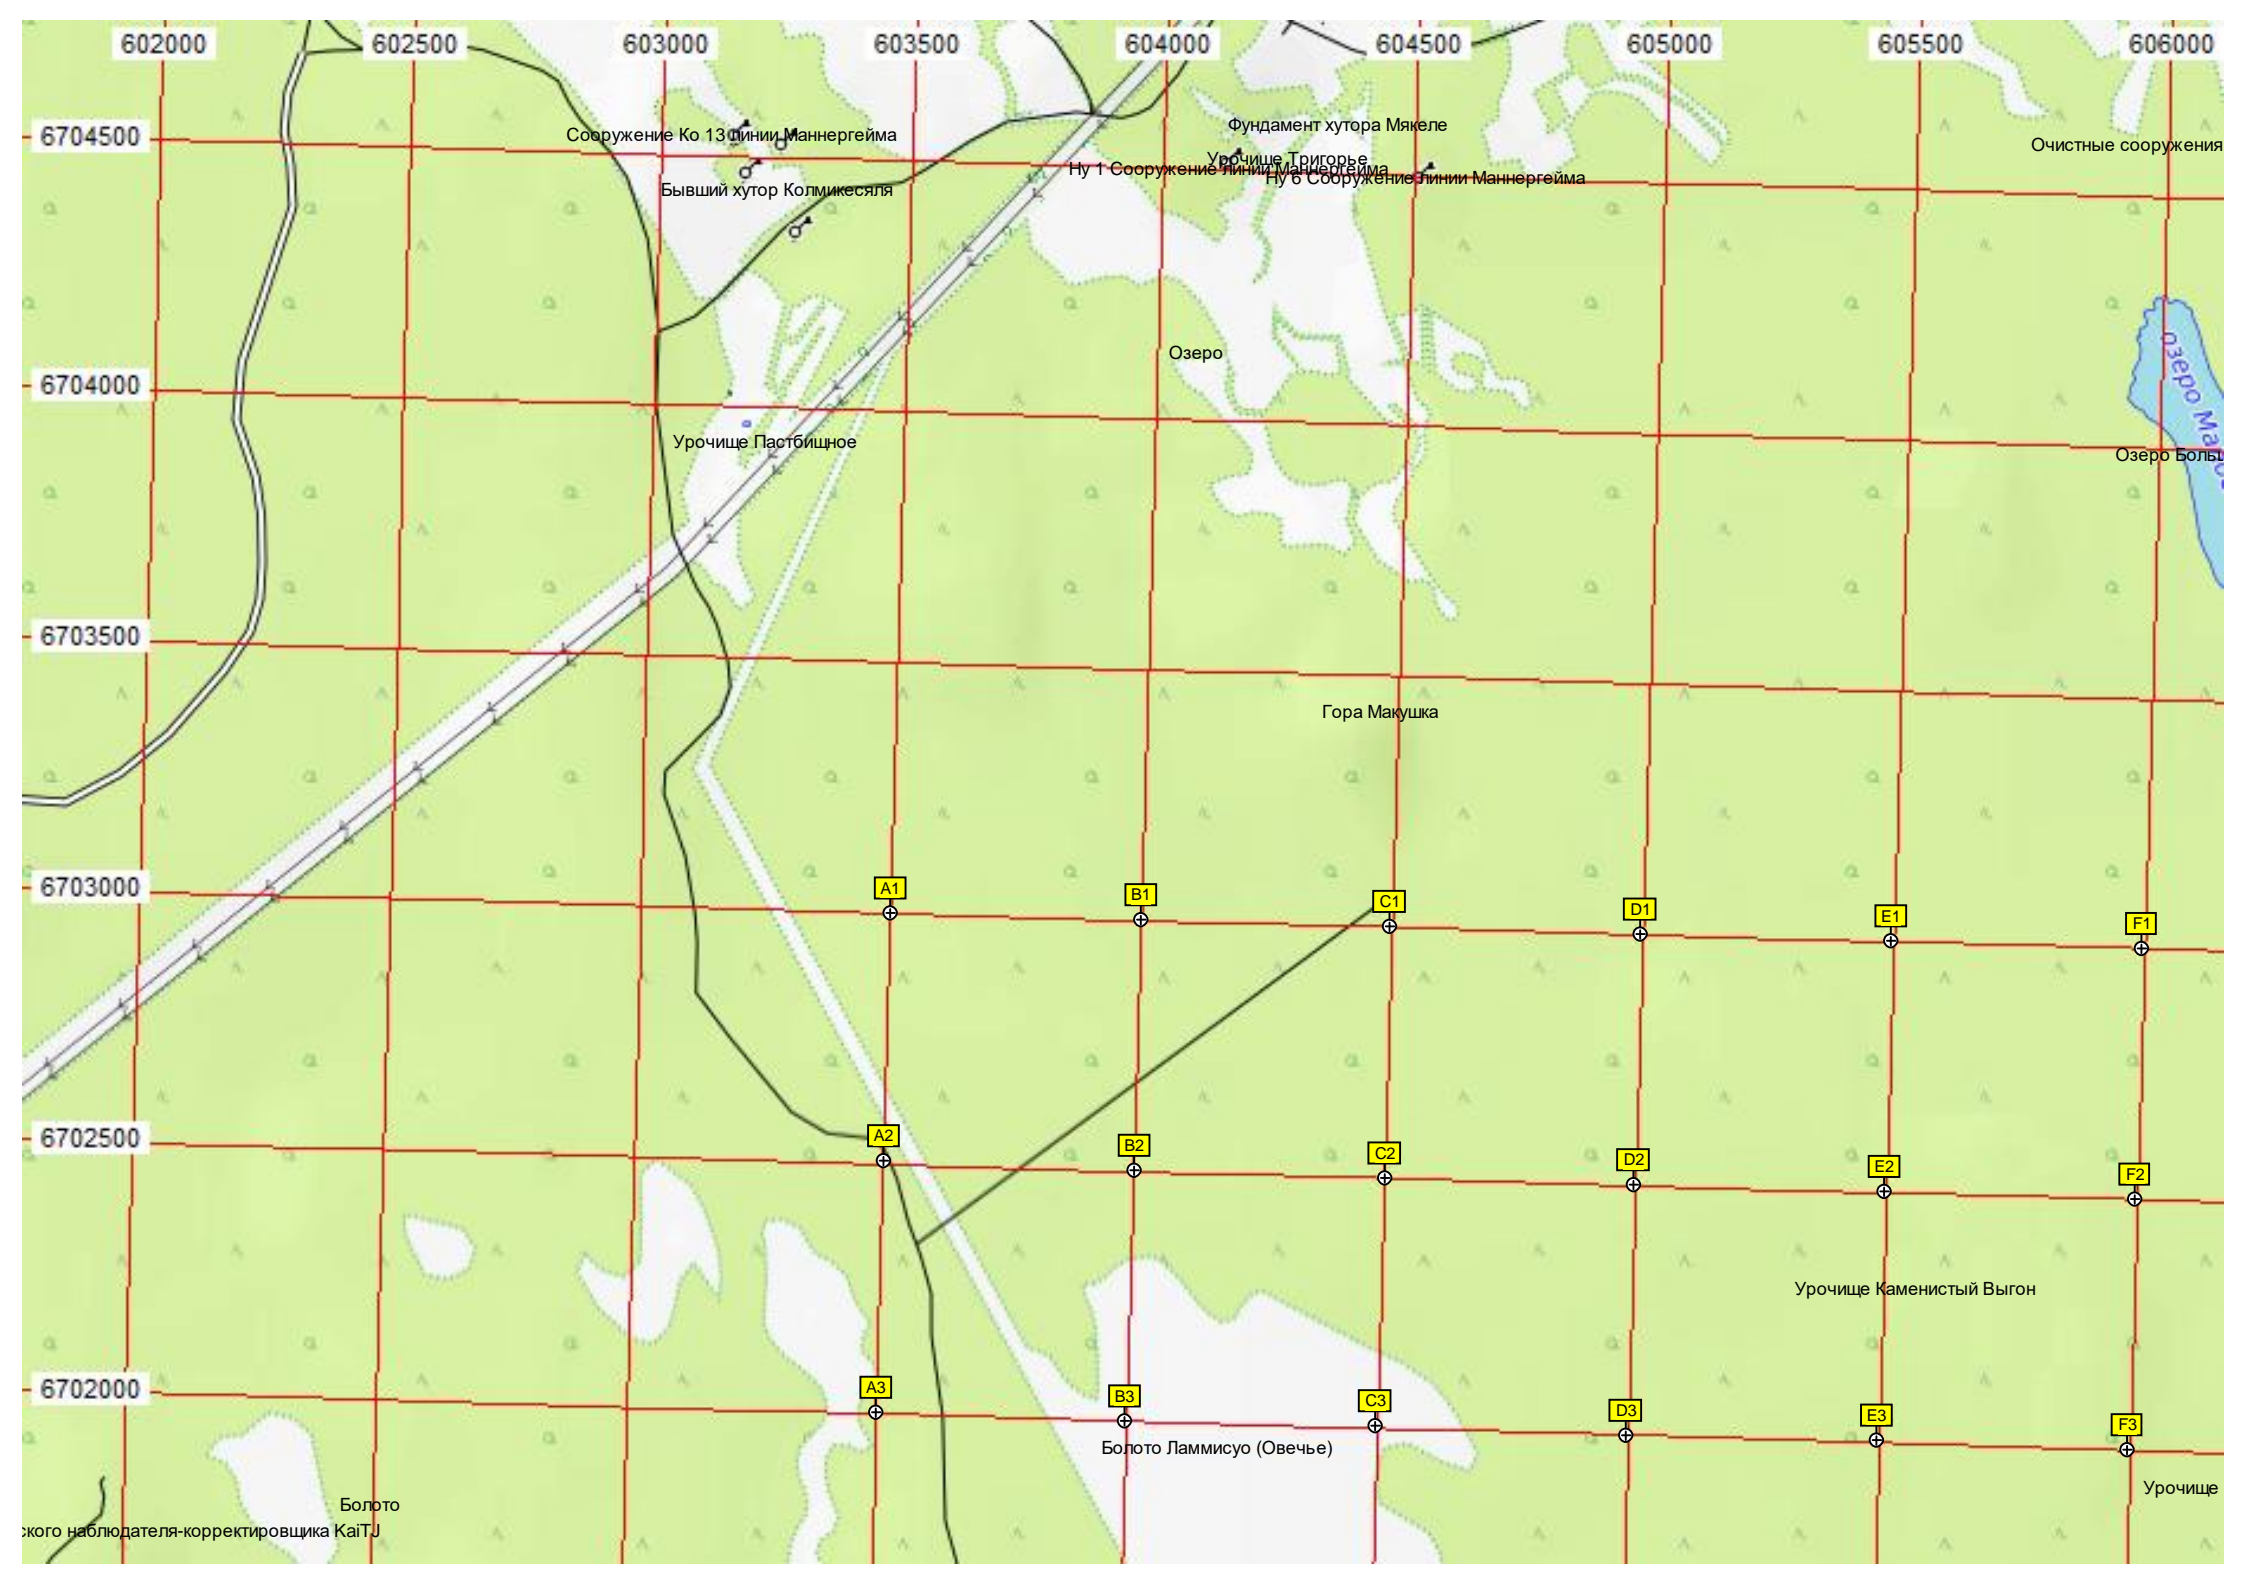 602000 602500 603000 603500 604000 604500 605000 605500 606000
Фундамент хутора Мякеле
6704500
Сооружение Ко 13 линии Маннергейма
Очистные сооружения
Урочище Тригорье
Ну 1 Сооружение линии Маннергейма
Ну 6 Сооружение линии Маннергейма
Бывший хутор Колмикесяля
Озеро
озеро Ма
6704000
Урочище Пастбищное
Озеро Боль
6703500
Гора Макушка
6703000
A1 B1 C1 D1 E1 F1
6702500
A2 B2 C2 D2 E2 F2
Урочище Каменистый Выгон
6702000
A3 B3 C3 D3 E3 F3
Болото Ламмисуо (Овечье)
Урочище
Болото
ского наблюдателя-корректировщика KaiTJ